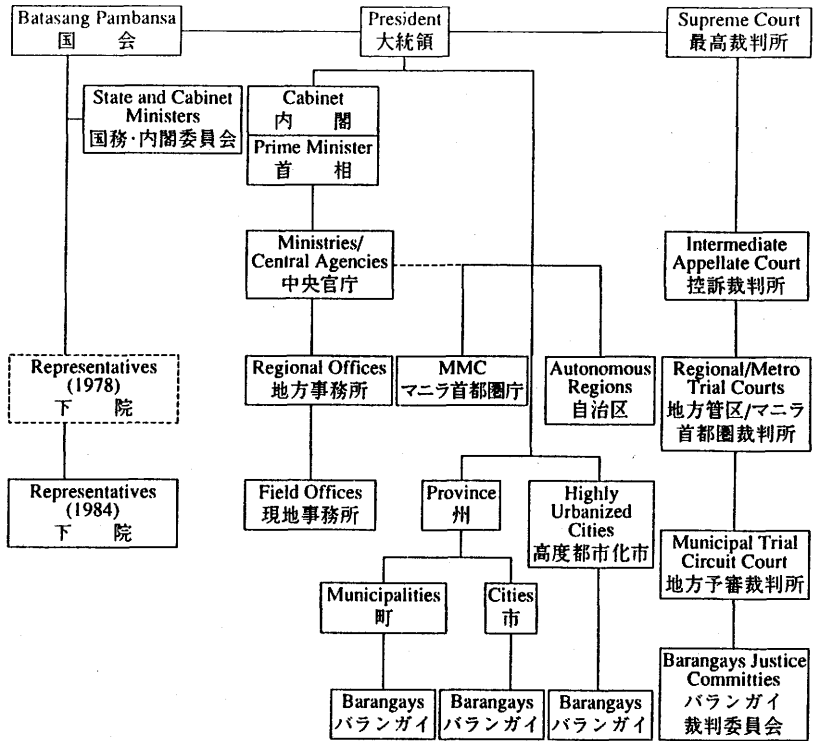 Batasang Pambansa
国 会
President
大統領
Supreme Court
最高裁判所
State and Cabinet
Ministers
国務・内閣委員会
Cabinet
内 閣
Prime Minister
首 相
Ministries/
Central Agencies
中央官庁
Intermediate
Appellate Court
控訴裁判所
Representatives
(1978)
下 院
Regional Offices
地方事務所
MMC
マニラ首都圏庁
Autonomous
Regions
自治区
Regional/Metro
Trial Courts
地方管区/マニラ
首都圏裁判所
Representatives
(1984)
下 院
Field Offices
現地事務所
Province
州
Highly
Urbanized
Cities
高度都市化市
Municipal Trial
Circuit Court
地方予審裁判所
Municipalities
町
Cities
市
Barangays
バランガイ
Barangays
バランガイ
Barangays
バランガイ
Barangays Justice
Committies
バランガイ
裁判委員会